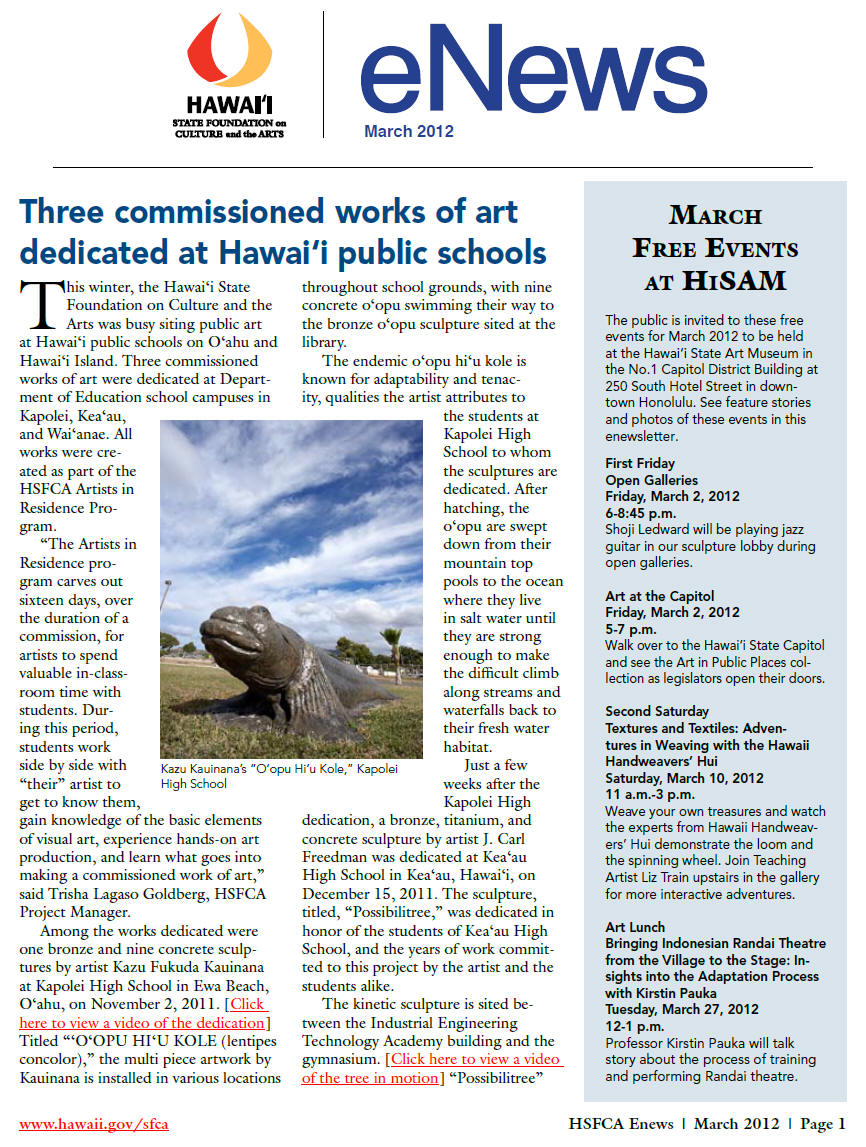 HAWAI‘I
STATE FOUNDATION on
CULTURE and the ARTS
eNews
March 2012
Three commissioned works of art
dedicated at Hawai‘i public schools
This winter, the Hawai‘i State
Foundation on Culture and the
Arts was busy siting public art
at Hawai‘i public schools on O‘ahu and
Hawai‘i Island. Three commissioned
works of art were dedicated at Depart-
ment of Education school campuses in
Kapolei, Kea‘au,
and Wai‘anae. All
works were cre-
ated as part of the
HSFCA Artists in
Residence Pro-
gram.
“The Artists in
Residence pro-
gram carves out
sixteen days, over
the duration of a
commission, for
artists to spend
valuable in-class-
room time with
students. Dur-
ing this period,
students work
side by side with
“their” artist to
get to know them,
gain knowledge of the basic elements
of visual art, experience hands-on art
production, and learn what goes into
making a commissioned work of art,”
said Trisha Lagaso Goldberg, HSFCA
Project Manager.
Among the works dedicated were
one bronze and nine concrete sculp-
tures by artist Kazu Fukuda Kauinana
at Kapolei High School in Ewa Beach,
O‘ahu, on November 2, 2011. [Click
here to view a video of the dedication]
Titled “‘O‘OPU HI‘U KOLE (lentipes
concolor),” the multi piece artwork by
Kauinana is installed in various locations
throughout school grounds, with nine
concrete o‘opu swimming their way to
the bronze o‘opu sculpture sited at the
library.
The endemic o‘opu hi‘u kole is
known for adaptability and tenac-
ity, qualities the artist attributes to
the students at
Kapolei High
School to whom
the sculptures are
dedicated. After
hatching, the
o‘opu are swept
down from their
mountain top
pools to the ocean
where they live
in salt water until
they are strong
enough to make
the difficult climb
along streams and
waterfalls back to
their fresh water
habitat.
Just a few
weeks after the
Kapolei High
dedication, a bronze, titanium, and
concrete sculpture by artist J. Carl
Freedman was dedicated at Kea‘au
High School in Kea‘au, Hawai‘i, on
December 15, 2011. The sculpture,
titled, “Possibilitree,” was dedicated in
honor of the students of Kea‘au High
School, and the years of work commit-
ted to this project by the artist and the
students alike.
The kinetic sculpture is sited be-
tween the Industrial Engineering
Technology Academy building and the
gymnasium. [Click here to view a video
of the tree in motion] “Possibilitree”
Kazu Kauinana’s “O‘opu Hi‘u Kole,” Kapolei
High School
MARCH
FREE EVENTS
AT HISAM
The public is invited to these free
events for March 2012 to be held
at the Hawai‘i State Art Museum in
the No.1 Capitol District Building at
250 South Hotel Street in down-
town Honolulu. See feature stories
and photos of these events in this
enewsletter.
First Friday
Open Galleries
Friday, March 2, 2012
6-8:45 p.m.
Shoji Ledward will be playing jazz
guitar in our sculpture lobby during
open galleries.
Art at the Capitol
Friday, March 2, 2012
5-7 p.m.
Walk over to the Hawai‘i State Capitol
and see the Art in Public Places col-
lection as legislators open their doors.
Second Saturday
Textures and Textiles: Adven-
tures in Weaving with the Hawaii
Handweavers’ Hui
Saturday, March 10, 2012
11 a.m.-3 p.m.
Weave your own treasures and watch
the experts from Hawaii Handweav-
ers’ Hui demonstrate the loom and
the spinning wheel. Join Teaching
Artist Liz Train upstairs in the gallery
for more interactive adventures.
Art Lunch
Bringing Indonesian Randai Theatre
from the Village to the Stage: In-
sights into the Adaptation Process
with Kirstin Pauka
Tuesday, March 27, 2012
12-1 p.m.
Professor Kirstin Pauka will talk
story about the process of training
and performing Randai theatre.
www.hawaii.gov/sfca
HSFCA Enews | March 2012 | Page 1